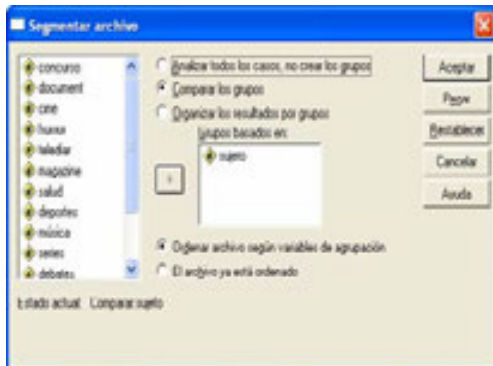 Segmentar archivo
concurso
document
cine
humor
telediar
magazine
salud
deportes
música
series
debates
Analizar todos los casos, no crear los grupos
Comparar los grupos
Organizar los resultados por grupos
Grupos basados en:
sujeto
Ordenar archivo según variables de agrupación
El archivo ya está ordenado
Aceptar
Pegar
Restablecer
Cancelar
Ayuda
Estado actual: Comparar:sujeto